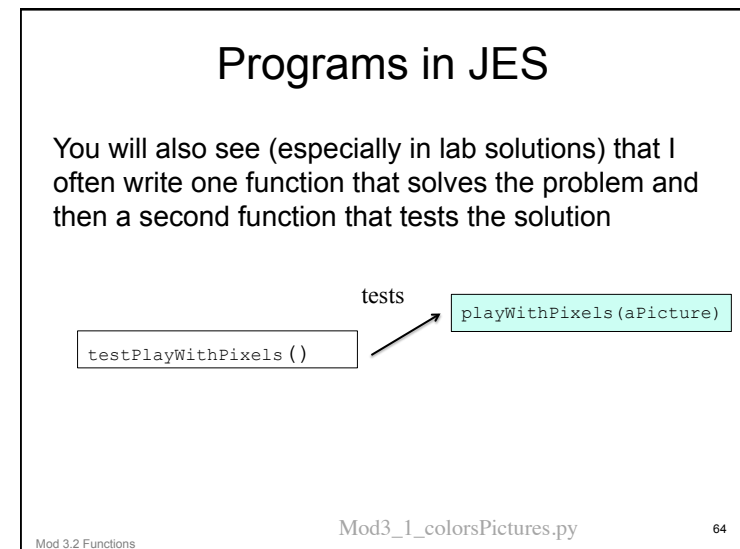 Programs in JES
You will also see (especially in lab solutions) that I
often write one function that solves the problem and
then a second function that tests the solution
tests
playWithPixels(aPicture)
testPlayWithPixels()
Mod3_1_colorsPictures.py
64
Mod 3.2 Functions